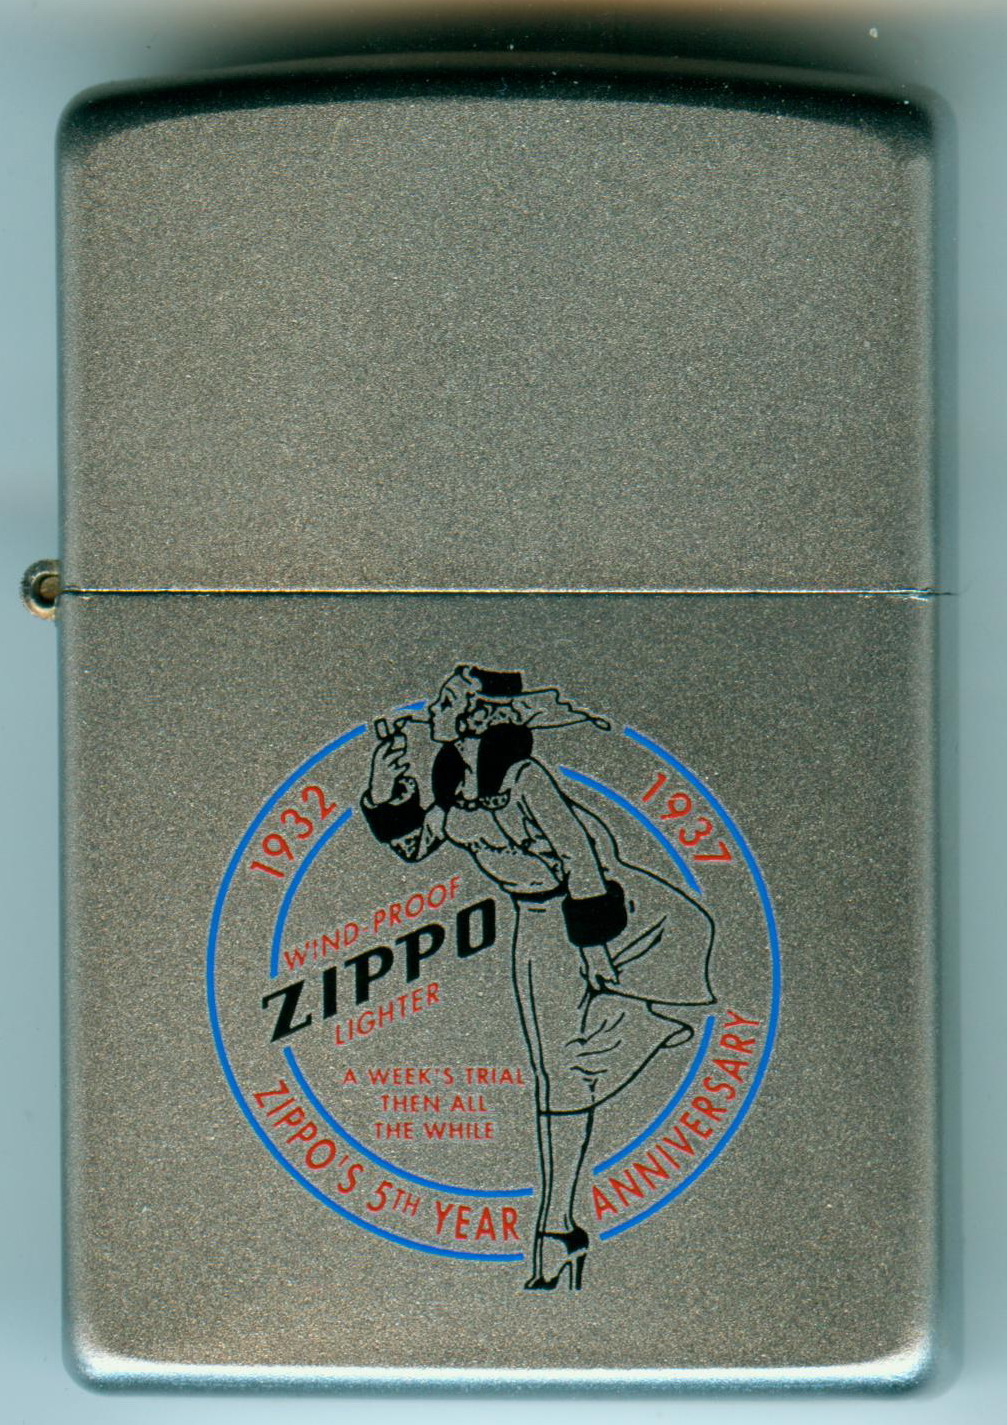 1932
1937
WIND-PROOF
ZIPPO
LIGHTER
A WEEK'S TRIAL
THEN ALL
THE WHILE
ZIPPO'S 5TH YEAR ANNIVERSARY